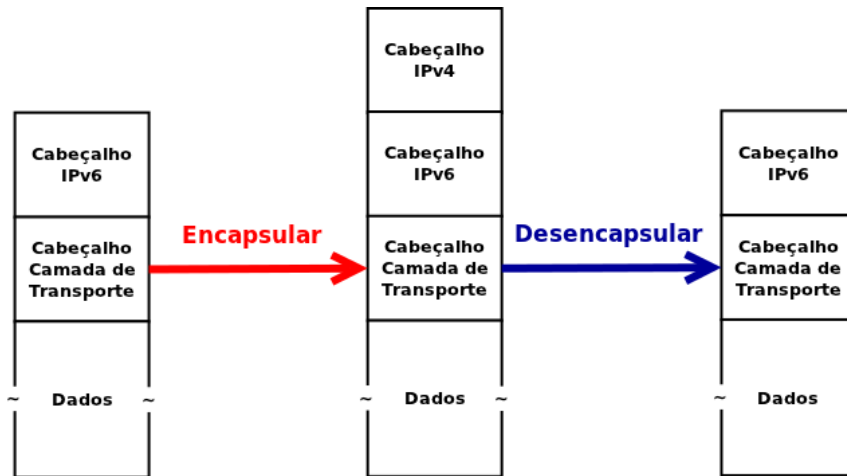 Cabeçalho
IPv4
Cabeçalho
IPv6
Cabeçalho
IPv6
Cabeçalho
IPv6
Encapsular
Desencapsular
Cabeçalho
Camada de
Transporte
Cabeçalho
Camada de
Transporte
Cabeçalho
Camada de
Transporte
~ Dados ~
~ Dados ~
~ Dados